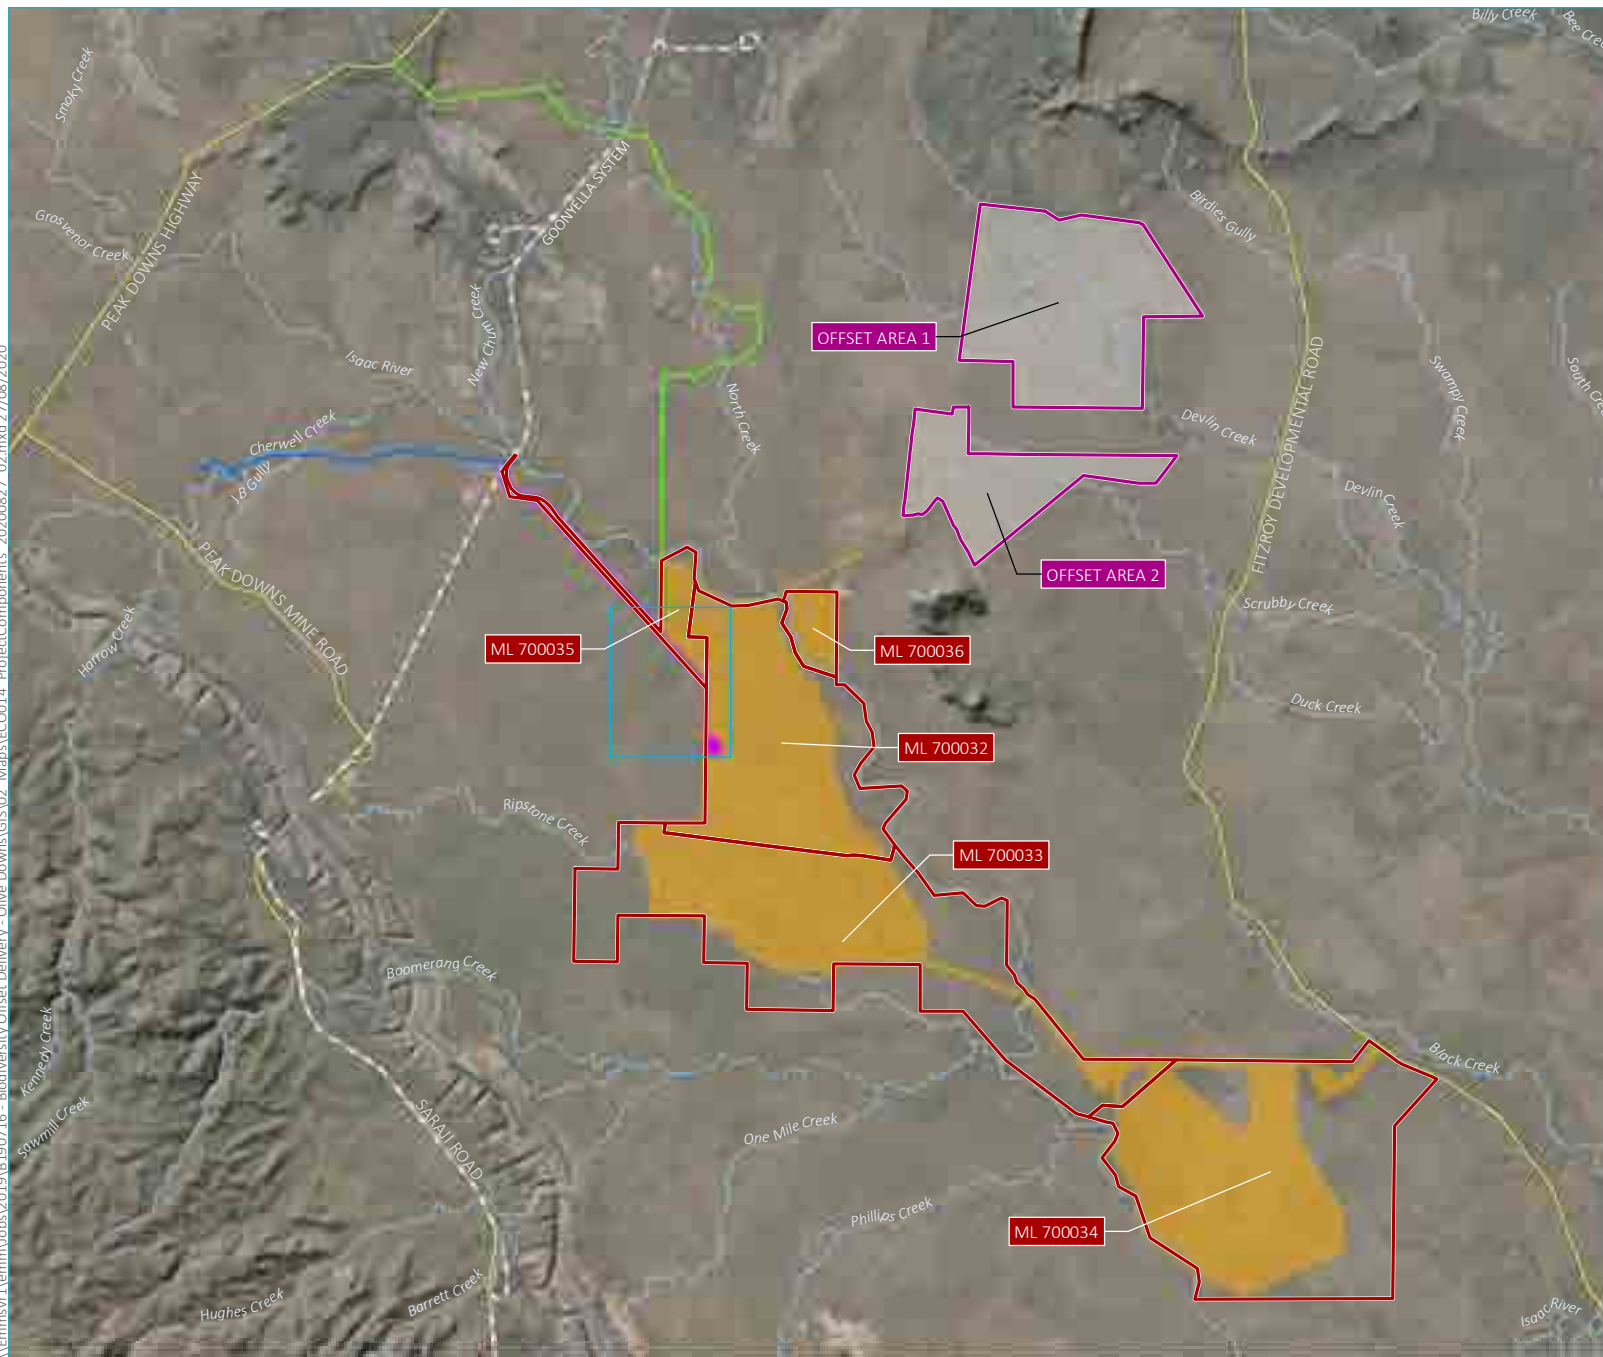 Billy Creek
Bee Cree
Smoky Creek
GOONYELLA SYSTEM
PEAK DOWNS HIGHWAY
Grosvenor Creek
Birdies Gully
New Chum Creek
OFFSET AREA 1
FITZROY DEVELOPMENTAL ROAD
Isaac River
Swampy Creek
South Cre
North Creek
Devlin Creek
Cherwell Creek
JB Gully
Devlin Creek
PEAK DOWNS MINE ROAD
OFFSET AREA 2
Scrubby Creek
Harrow Creek
ML 700035
ML 700036
Duck Creek
ML 700032
Ripstone Creek
ML 700033
Boomerang Creek
Kennedy Creek
Black Creek
Sawmill Creek
SARAJI ROAD
One Mile Creek
Phillips Creek
ML 700034
Hughes Creek
Barrett Creek
Isaac River